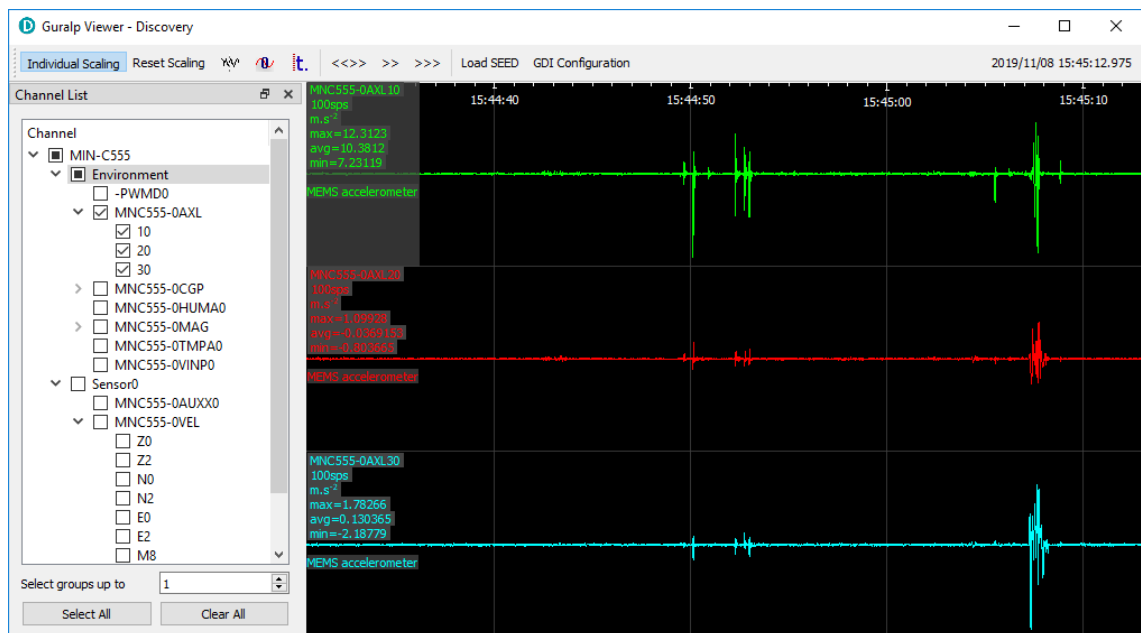 Guralp Viewer - Discovery
Individual Scaling Reset Scaling t. <<>> >> >>> Load SEED GDI Configuration 2019/11/08 15:45:12.975
Channel List
Channel
MIN-C555
Environment
-PWMD0
MNC555-0AXL
10
20
30
MNC555-0CGP
MNC555-0HUMA0
MNC555-0MAG
MNC555-0TMPA0
MNC555-0VINP0
Sensor0
MNC555-0AUXX0
MNC555-0VEL
Z0
Z2
N0
N2
E0
E2
M8
Select groups up to 1
Select All Clear All
15:44:40 15:44:50 15:45:00 15:45:10
MNC555-0AXL10
100sps
m.s⁻²
max=12.3123
avg=10.3812
min=7.23119
MEMS accelerometer
MNC555-0AXL20
100sps
m.s⁻²
max=1.09928
avg=-0.0369153
min=-0.803665
MEMS accelerometer
MNC555-0AXL30
100sps
m.s⁻²
max=1.78266
avg=0.130365
min=-2.18779
MEMS accelerometer